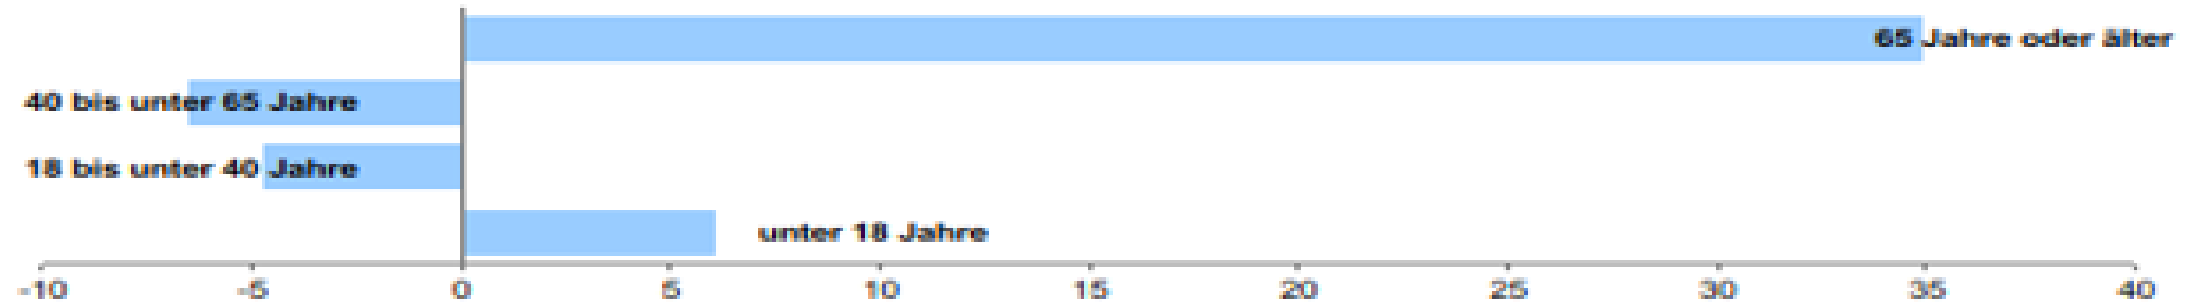 65 Jahre oder älter
40 bis unter 65 Jahre
18 bis unter 40 Jahre
unter 18 Jahre
-10 -5 0 5 10 15 20 25 30 35 40